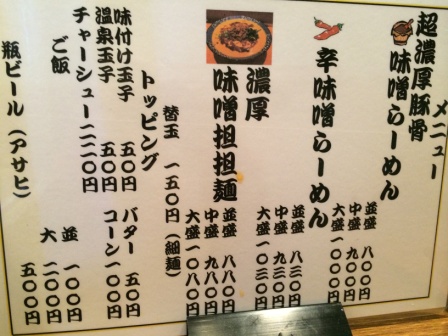 メニュー
超濃厚豚骨
味噌らーめん
並盛 八〇〇円
中盛 九〇〇円
大盛 一〇〇〇円
辛味噌らーめん
並盛 八三〇円
中盛 九三〇円
大盛 一〇三〇円
濃厚
味噌担担麺
並盛 八八〇円
中盛 九八〇円
大盛 一〇八〇円
替玉 一五〇円(細麺)
トッピング
味付け玉子 五〇円
温泉玉子 五〇円
チャーシュー 二二〇円
バター 五〇円
コーン 一〇〇円
ご飯
並 一〇〇円
大 二〇〇円
瓶ビール(アサヒ) 五〇〇円